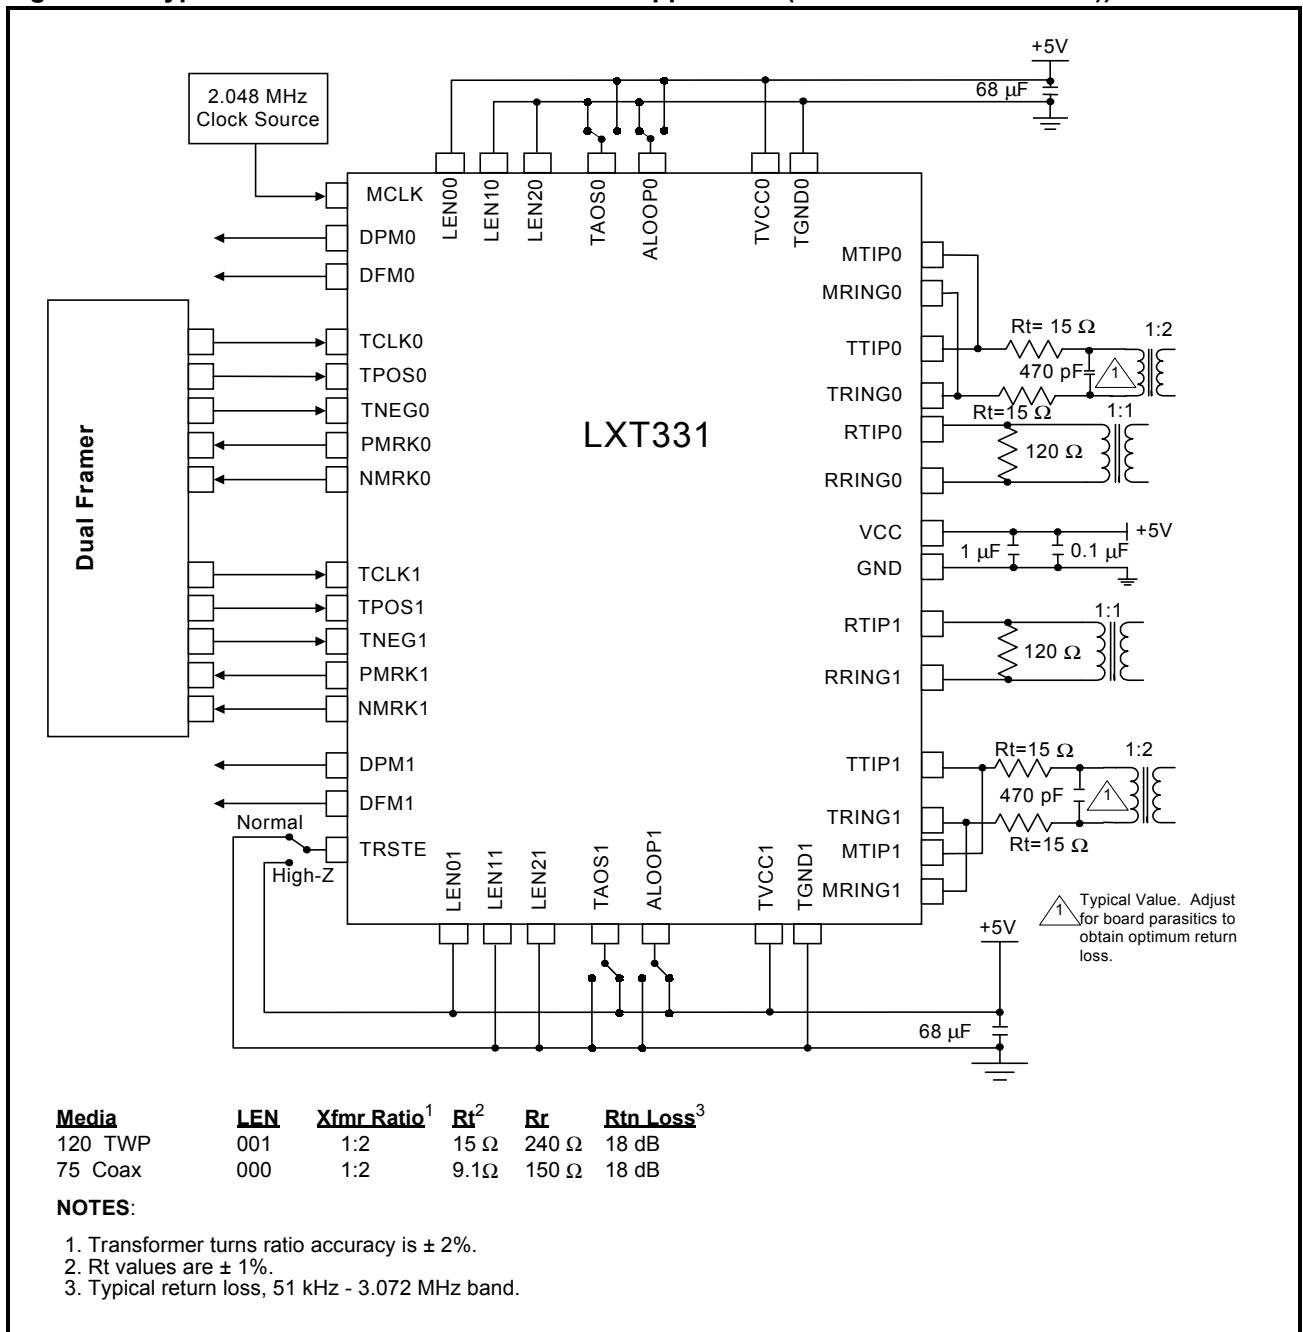 +5V
68 µF
2.048 MHz
Clock Source
LEN00
LEN10
LEN20
TAOS0
ALOOP0
TVCC0
TGND0
MCLK
DPM0
DFM0
MTIP0
MRING0
Dual Framer
TCLK0
TPOS0
TNEG0
PMRK0
NMRK0
LXT331
TTIP0
TRING0
Rt= 15 Ω
1:2
470 pF
1
Rt=15 Ω
1:1
RTIP0
120 Ω
RRING0
VCC
+5V
1 µF
0.1 µF
GND
TCLK1
TPOS1
TNEG1
PMRK1
NMRK1
RTIP1
1:1
120 Ω
RRING1
DPM1
DFM1
Normal
TRSTE
High-Z
TTIP1
Rt=15 Ω
1:2
470 pF
1
TRING1
Rt=15 Ω
MTIP1
MRING1
LEN01
LEN11
LEN21
TAOS1
ALOOP1
TVCC1
TGND1
1 Typical Value. Adjust
for board parasitics to
obtain optimum return
loss.
+5V
68 µF
Media LEN Xfmr Ratio1 Rt2 Rr Rtn Loss3
120 TWP 001 1:2 15 Ω 240 Ω 18 dB
75 Coax 000 1:2 9.1Ω 150 Ω 18 dB
NOTES:
1. Transformer turns ratio accuracy is ± 2%.
2. Rt values are ± 1%.
3. Typical return loss, 51 kHz - 3.072 MHz band.